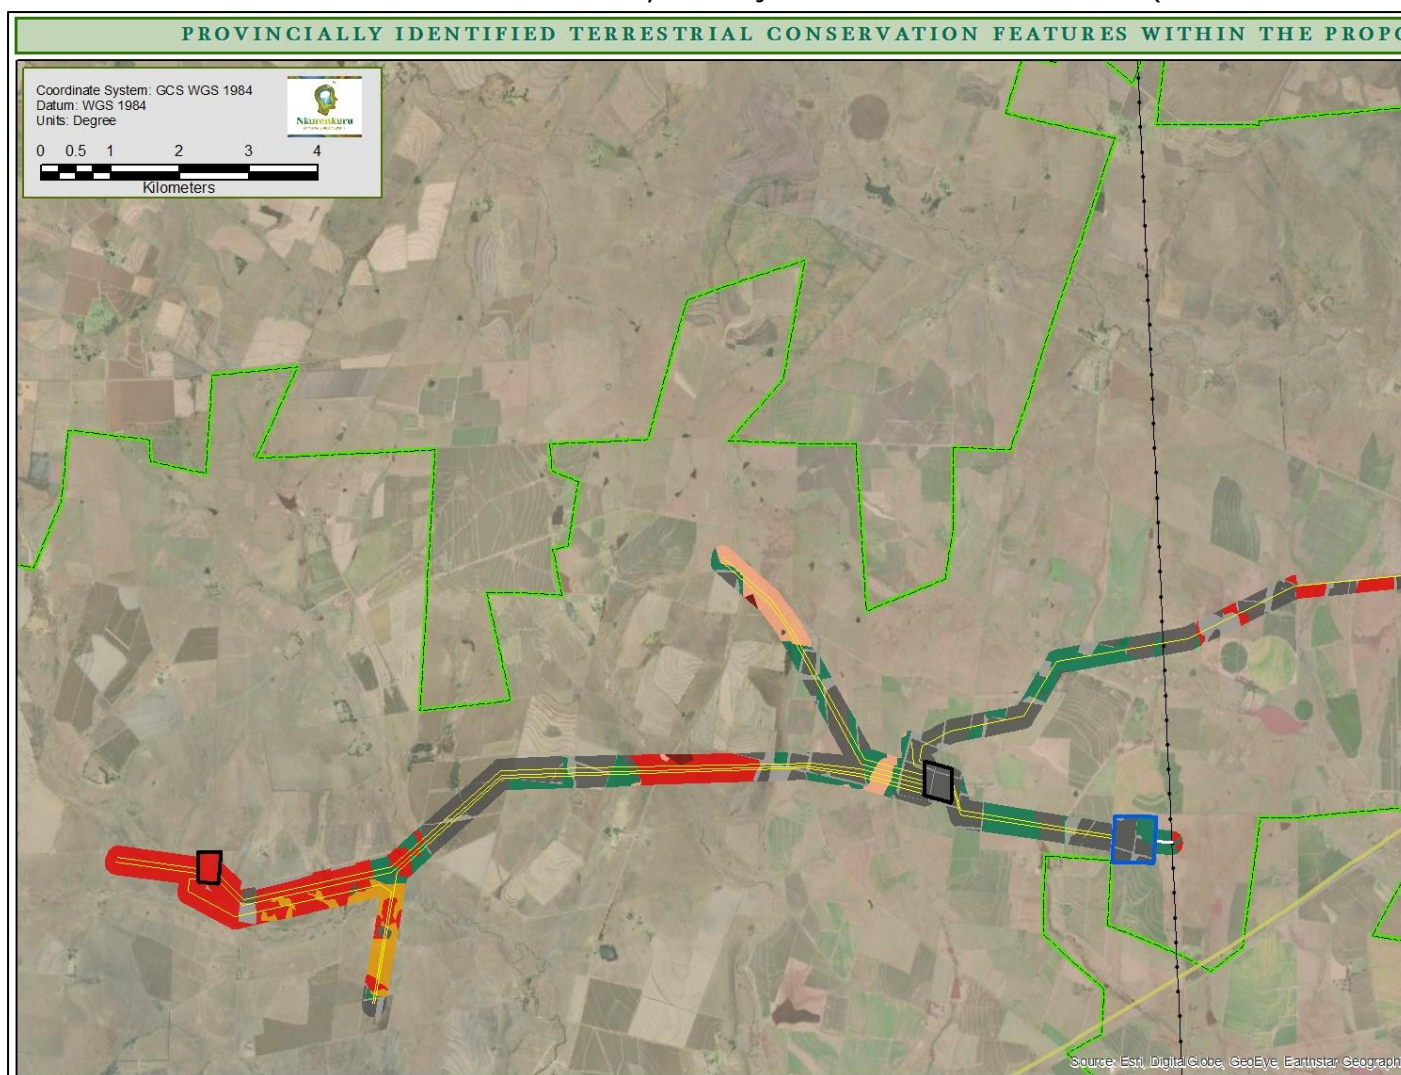 PROVINCIALLY IDENTIFIED TERRESTRIAL CONSERVATION FEATURES WITHIN THE PROPO
Coordinate System: GCS WGS 1984
Datum: WGS 1984
Units: Degree
Nkurenkuru
0 0.5 1 2 3 4
Kilometers
Source: Esri, DigitalGlobe, GeoEye, Earthstar Geograph